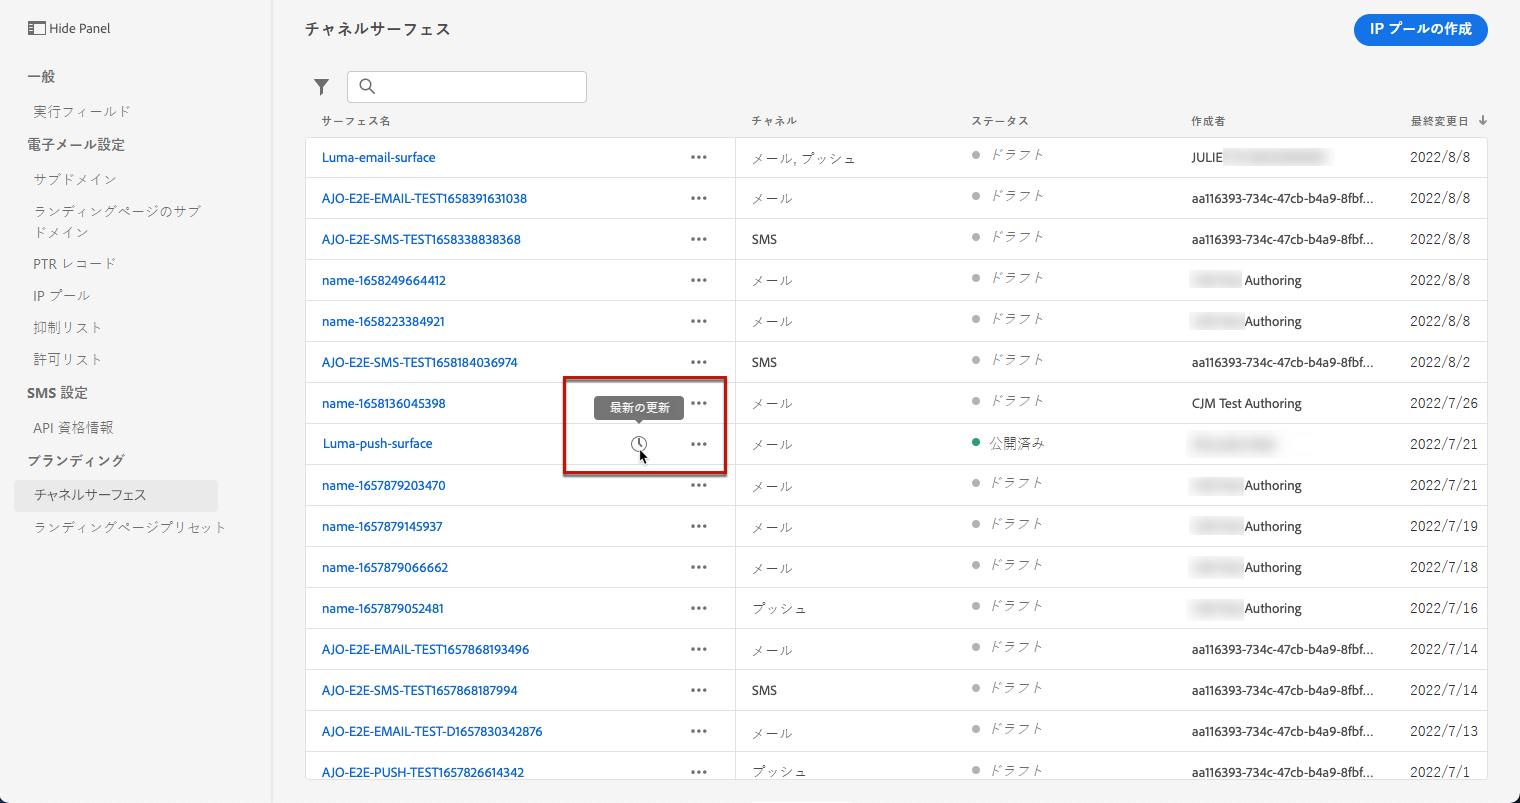 Hide Panel
一般
実行フィールド
電子メール設定
サブドメイン
ランディングページのサブ
ドメイン
PTR レコード
IP プール
抑制リスト
許可リスト
SMS 設定
API 資格情報
ブランディング
チャネルサーフェス
ランディングページプリセット
チャネルサーフェス
IP プールの作成
サーフェス名 チャネル ステータス 作成者 最終変更日
Luma-email-surface メール, プッシュ ドラフト JULIE 2022/8/8
AJO-E2E-EMAIL-TEST1658391631038 メール ドラフト aa116393-734c-47cb-b4a9-8fbf... 2022/8/8
AJO-E2E-SMS-TEST1658338838368 SMS ドラフト aa116393-734c-47cb-b4a9-8fbf... 2022/8/8
name-1658249664412 メール ドラフト Authoring 2022/8/8
name-1658223384921 メール ドラフト Authoring 2022/8/8
AJO-E2E-SMS-TEST1658184036974 SMS ドラフト aa116393-734c-47cb-b4a9-8fbf... 2022/8/2
name-1658136045398 最新の更新 メール ドラフト CJM Test Authoring 2022/7/26
Luma-push-surface メール 公開済み 2022/7/21
name-1657879203470 メール ドラフト Authoring 2022/7/21
name-1657879145937 メール ドラフト Authoring 2022/7/19
name-1657879066662 メール ドラフト Authoring 2022/7/18
name-1657879052481 プッシュ ドラフト Authoring 2022/7/16
AJO-E2E-EMAIL-TEST1657868193496 メール ドラフト aa116393-734c-47cb-b4a9-8fbf... 2022/7/14
AJO-E2E-SMS-TEST1657868187994 SMS ドラフト aa116393-734c-47cb-b4a9-8fbf... 2022/7/14
AJO-E2E-EMAIL-TEST-D1657830342876 メール ドラフト aa116393-734c-47cb-b4a9-8fbf... 2022/7/13
AJO-E2E-PUSH-TEST1657826614342 プッシュ ドラフト aa116393-734c-47cb-b4a9-8fbf... 2022/7/1